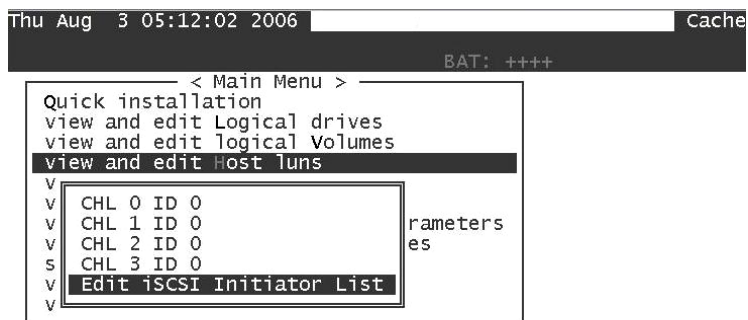 Thu Aug  3 05:12:02 2006 Cache
BAT: ++++
< Main Menu >
Quick installation
view and edit Logical drives
view and edit logical Volumes
view and edit Host luns
v
v CHL 0 ID 0
v CHL 1 ID 0 rameters
v CHL 2 ID 0 es
s CHL 3 ID 0
v Edit iSCSI Initiator List
v